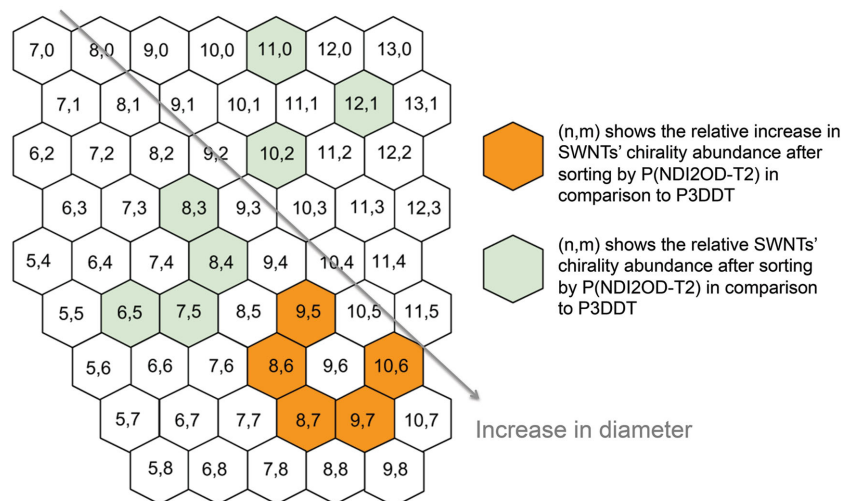 7,0 8,0 9,0 10,0 11,0 12,0 13,0
7,1 8,1 9,1 10,1 11,1 12,1 13,1
6,2 7,2 8,2 9,2 10,2 11,2 12,2
6,3 7,3 8,3 9,3 10,3 11,3 12,3
5,4 6,4 7,4 8,4 9,4 10,4 11,4
5,5 6,5 7,5 8,5 9,5 10,5 11,5
5,6 6,6 7,6 8,6 9,6 10,6
5,7 6,7 7,7 8,7 9,7 10,7
5,8 6,8 7,8 8,8 9,8
(n,m) shows the relative increase in
SWNTs' chirality abundance after
sorting by P(NDI2OD-T2) in
comparison to P3DDT
(n,m) shows the relative SWNTs'
chirality abundance after sorting
by P(NDI2OD-T2) in comparison
to P3DDT
Increase in diameter